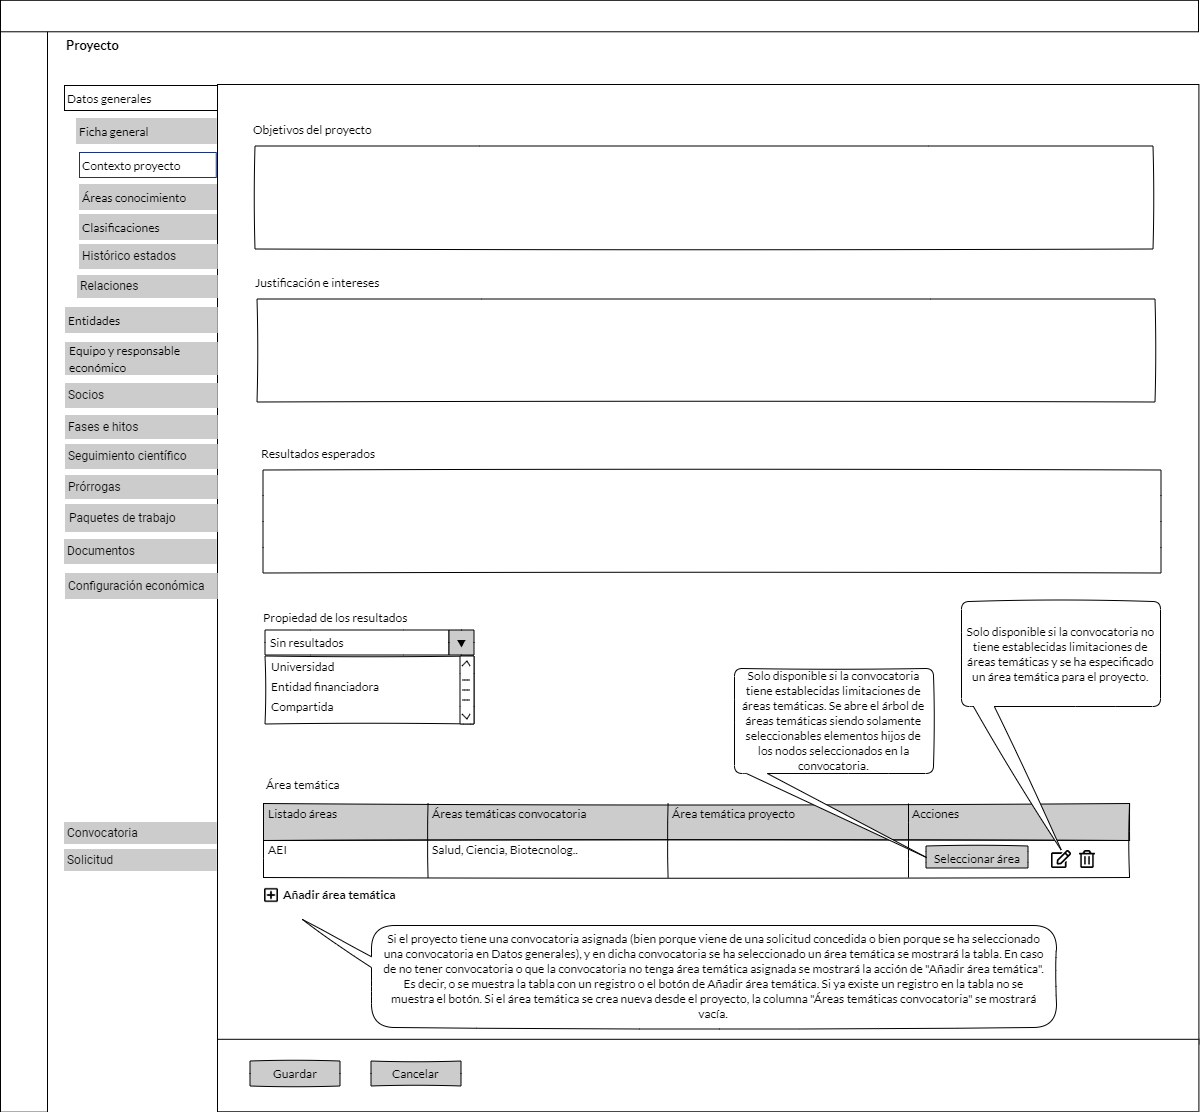 Proyecto
Datos generales
Ficha general
Contexto proyecto
Áreas conocimiento
Clasificaciones
Histórico estados
Relaciones
Entidades
Equipo y responsable
económico
Socios
Fases e hitos
Seguimiento científico
Prórrogas
Paquetes de trabajo
Documentos
Configuración económica
Convocatoria
Solicitud
Objetivos del proyecto
Justificación e intereses
Resultados esperados
Propiedad de los resultados
Sin resultados
Universidad
Entidad financiadora
Compartida
Solo disponible si la convocatoria
tiene establecidas limitaciones de
áreas temáticas. Se abre el árbol de
áreas temáticas siendo solamente
seleccionables elementos hijos de
los nodos seleccionados en la
convocatoria.
Solo disponible si la convocatoria no
tiene establecidas limitaciones de
áreas temáticas y se ha especificado
un área temática para el proyecto.
Área temática
Listado áreas Áreas temáticas convocatoria Área temática proyecto Acciones
AEI Salud, Ciencia, Biotecnolog.. Seleccionar área
Añadir área temática
Si el proyecto tiene una convocatoria asignada (bien porque viene de una solicitud concedida o bien porque se ha seleccionado
una convocatoria en Datos generales), y en dicha convocatoria se ha seleccionado un área temática se mostrará la tabla. En caso
de no tener convocatoria o que la convocatoria no tenga área temática asignada se mostrará la acción de "Añadir área temática".
Es decir, o se muestra la tabla con un registro o el botón de Añadir área temática. Si ya existe un registro en la tabla no se
muestra el botón. Si el área temática se crea nueva desde el proyecto, la columna "Áreas temáticas convocatoria" se mostrará
vacía.
Guardar Cancelar